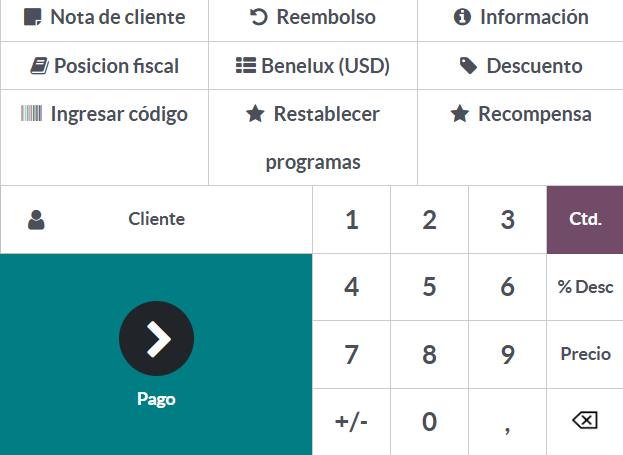 Nota de cliente
Reembolso
Información
Posicion fiscal
Benelux (USD)
Descuento
Ingresar código
Restablecer
programas
Recompensa
Cliente
1 2 3 Ctd.
4 5 6 % Desc
7 8 9 Precio
Pago
+/- 0 ,